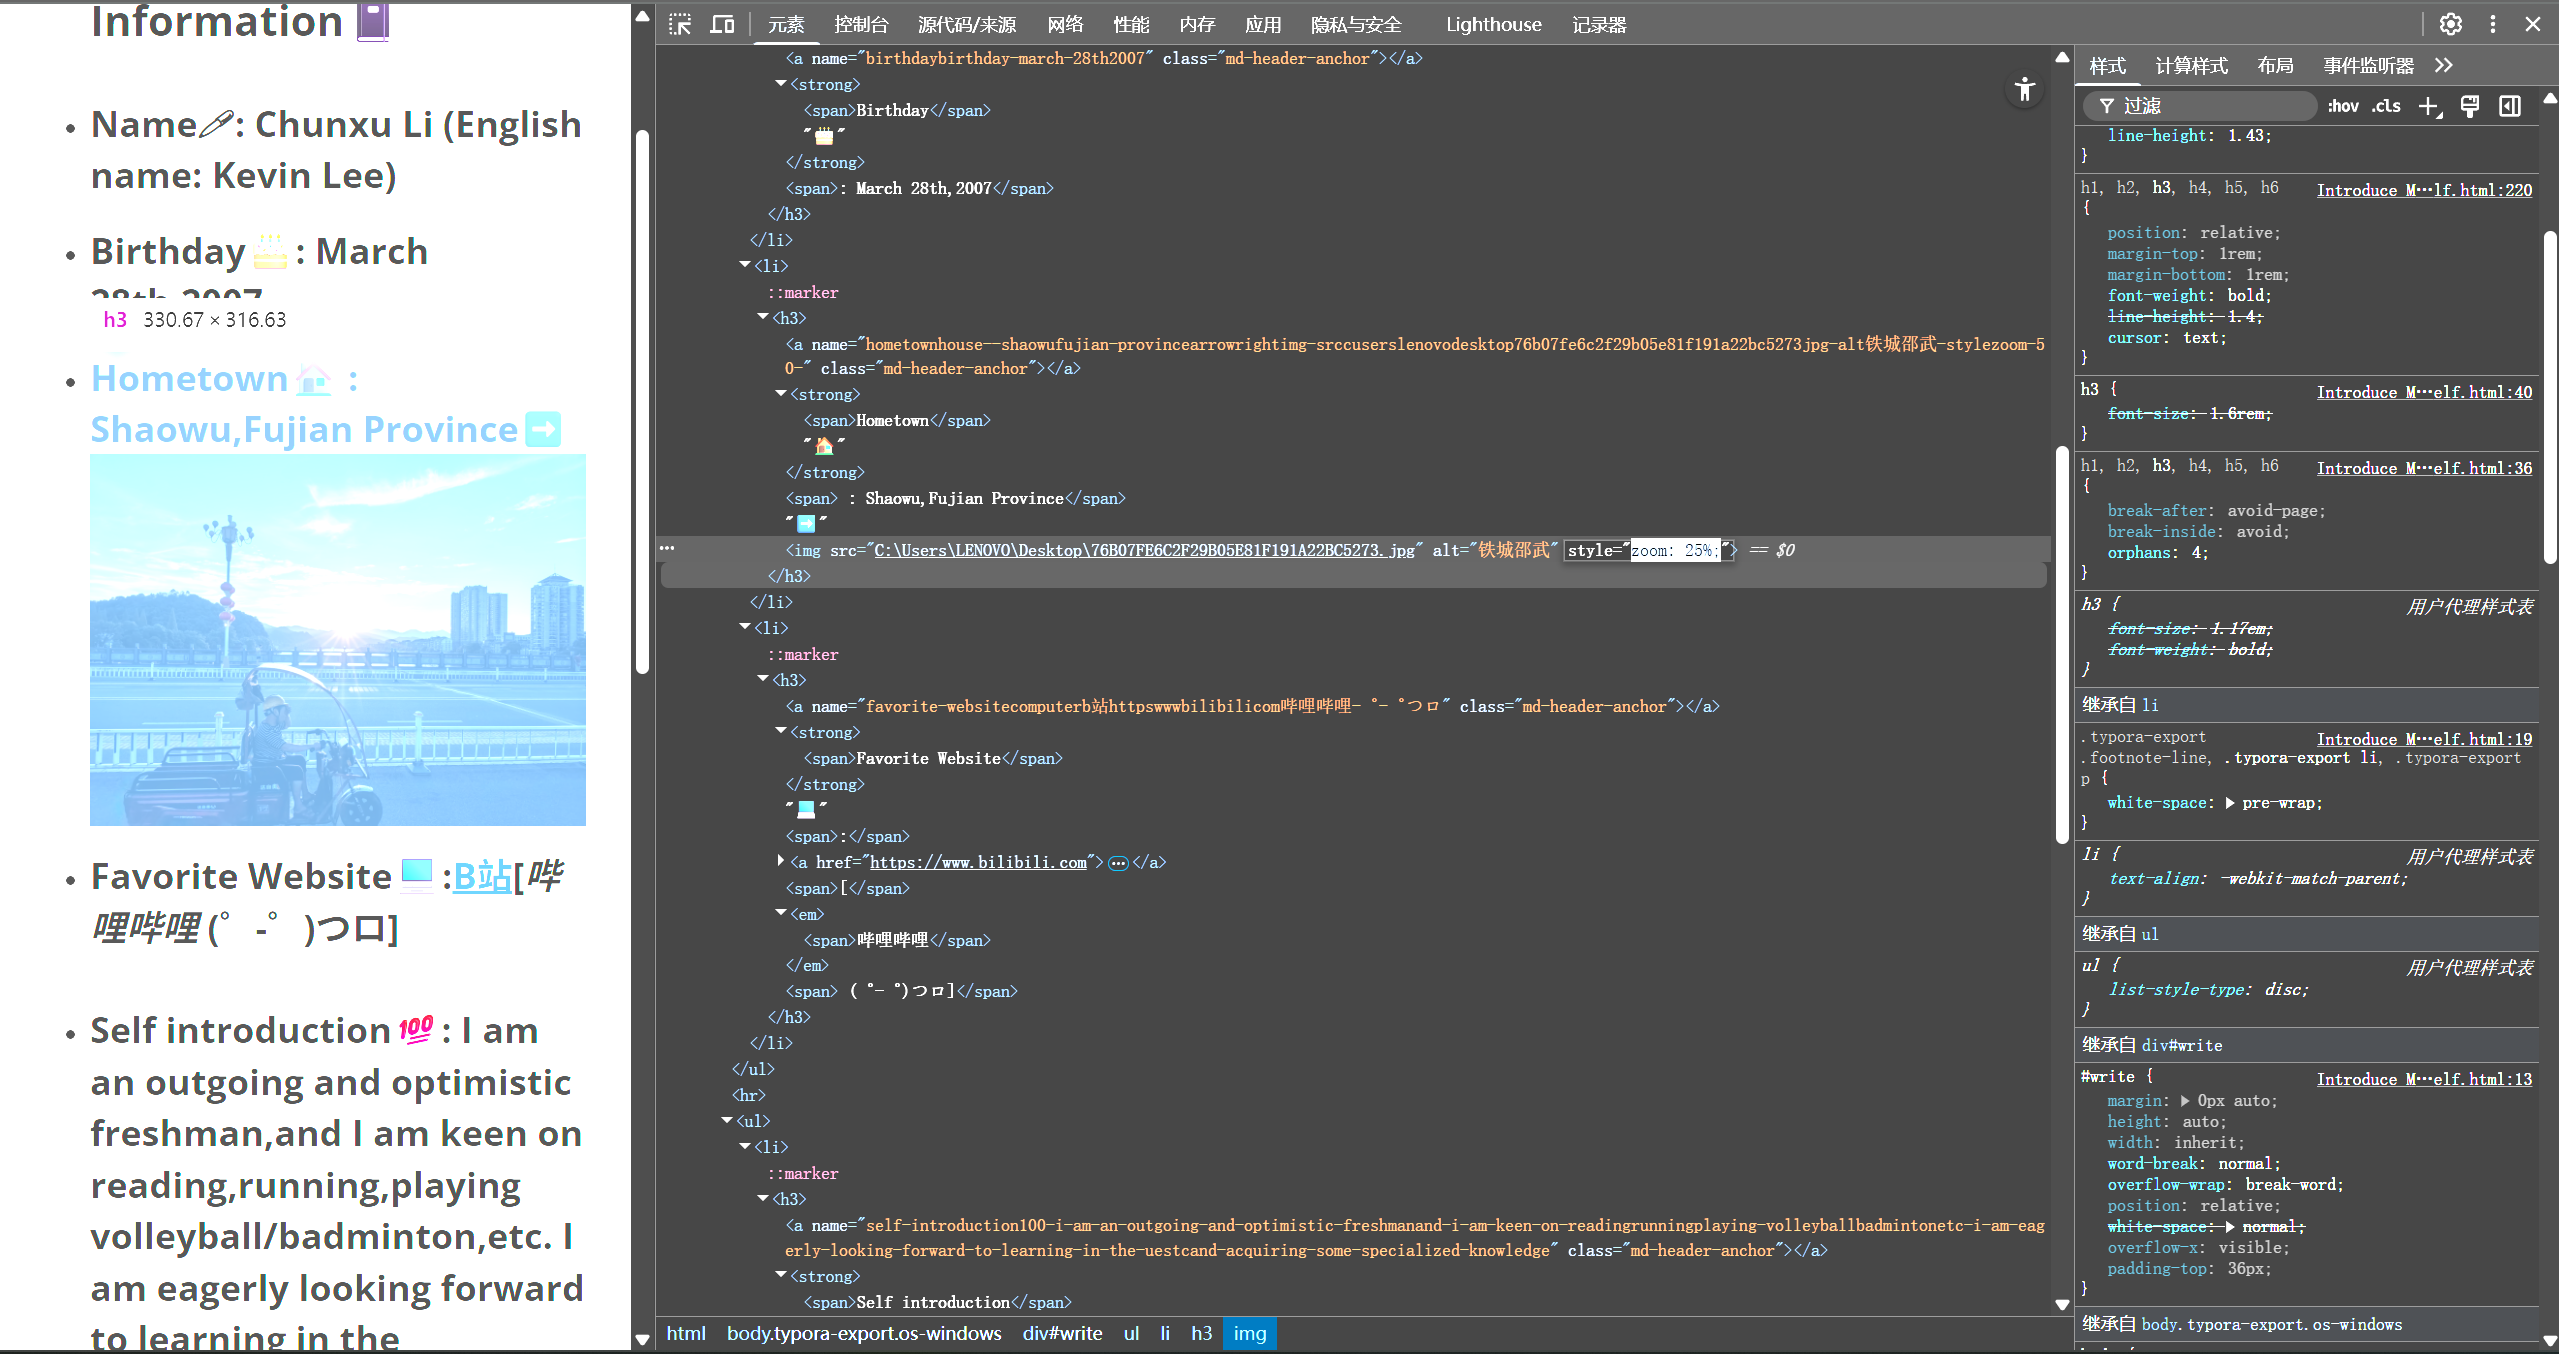 Information
Name🖊: Chunxu Li (English
name: Kevin Lee)
Birthday🎂: March
28th,2007
h3 330.67 × 316.63
Hometown🏠 :
Shaowu,Fujian Province➡
Favorite Website💻:B站[哔
哩哔哩 (゜-゜)つロ]
Self introduction💯: I am
an outgoing and optimistic
freshman,and I am keen on
reading,running,playing
volleyball/badminton,etc. I
am eagerly looking forward
to learning in the
元素 控制台 源代码/来源 网络 性能 内存 应用 隐私与安全 Lighthouse 记录器
<a name="birthdaybirthday-march-28th2007" class="md-header-anchor"></a>
<strong>
<span>Birthday</span>
"🎂"
</strong>
<span>: March 28th,2007</span>
</h3>
</li>
<li>
::marker
<h3>
<a name="hometownhouse--shaowufujian-provincearrowrightimg-srccuserslenovodesktop76b07fe6c2f29b05e81f191a22bc5273jpg-alt铁城邵武-stylezoom-5
0-" class="md-header-anchor"></a>
<strong>
<span>Hometown</span>
"🏠"
</strong>
<span> : Shaowu,Fujian Province</span>
"➡"
<img src="C:\Users\LENOVO\Desktop\76B07FE6C2F29B05E81F191A22BC5273.jpg" alt="铁城邵武" style="zoom: 25%;"> == $0
</h3>
</li>
<li>
::marker
<h3>
<a name="favorite-websitecomputerb站httpswwwbilibilicom哔哩哔哩-゜-゜つロ" class="md-header-anchor"></a>
<strong>
<span>Favorite Website</span>
</strong>
"💻"
<span>:</span>
<a href="https://www.bilibili.com">…</a>
<span>[</span>
<em>
<span>哔哩哔哩</span>
</em>
<span> (゜-゜)つロ]</span>
</h3>
</li>
</ul>
<hr>
<ul>
<li>
::marker
<h3>
<a name="self-introduction100-i-am-an-outgoing-and-optimistic-freshmanand-i-am-keen-on-readingrunningplaying-volleyballbadmintonetc-i-am-eag
erly-looking-forward-to-learning-in-the-uestcand-acquiring-some-specialized-knowledge" class="md-header-anchor"></a>
<strong>
<span>Self introduction</span>
html body.typora-export.os-windows div#write ul li h3 img
样式 计算样式 布局 事件监听器
过滤 :hov .cls
line-height: 1.43;
}
h1, h2, h3, h4, h5, h6 Introduce M…lf.html:220
{
position: relative;
margin-top: 1rem;
margin-bottom: 1rem;
font-weight: bold;
line-height: 1.4;
cursor: text;
}
h3 { Introduce M…elf.html:40
font-size: 1.6rem;
}
h1, h2, h3, h4, h5, h6 Introduce M…elf.html:36
{
break-after: avoid-page;
break-inside: avoid;
orphans: 4;
}
h3 { 用户代理样式表
font-size: 1.17em;
font-weight: bold;
}
继承自 li
.typora-export Introduce M…elf.html:19
.footnote-line, .typora-export li, .typora-export
p {
white-space: pre-wrap;
}
li { 用户代理样式表
text-align: -webkit-match-parent;
}
继承自 ul
ul { 用户代理样式表
list-style-type: disc;
}
继承自 div#write
#write { Introduce M…elf.html:13
margin: 0px auto;
height: auto;
width: inherit;
word-break: normal;
overflow-wrap: break-word;
position: relative;
white-space: normal;
overflow-x: visible;
padding-top: 36px;
}
继承自 body.typora-export.os-windows